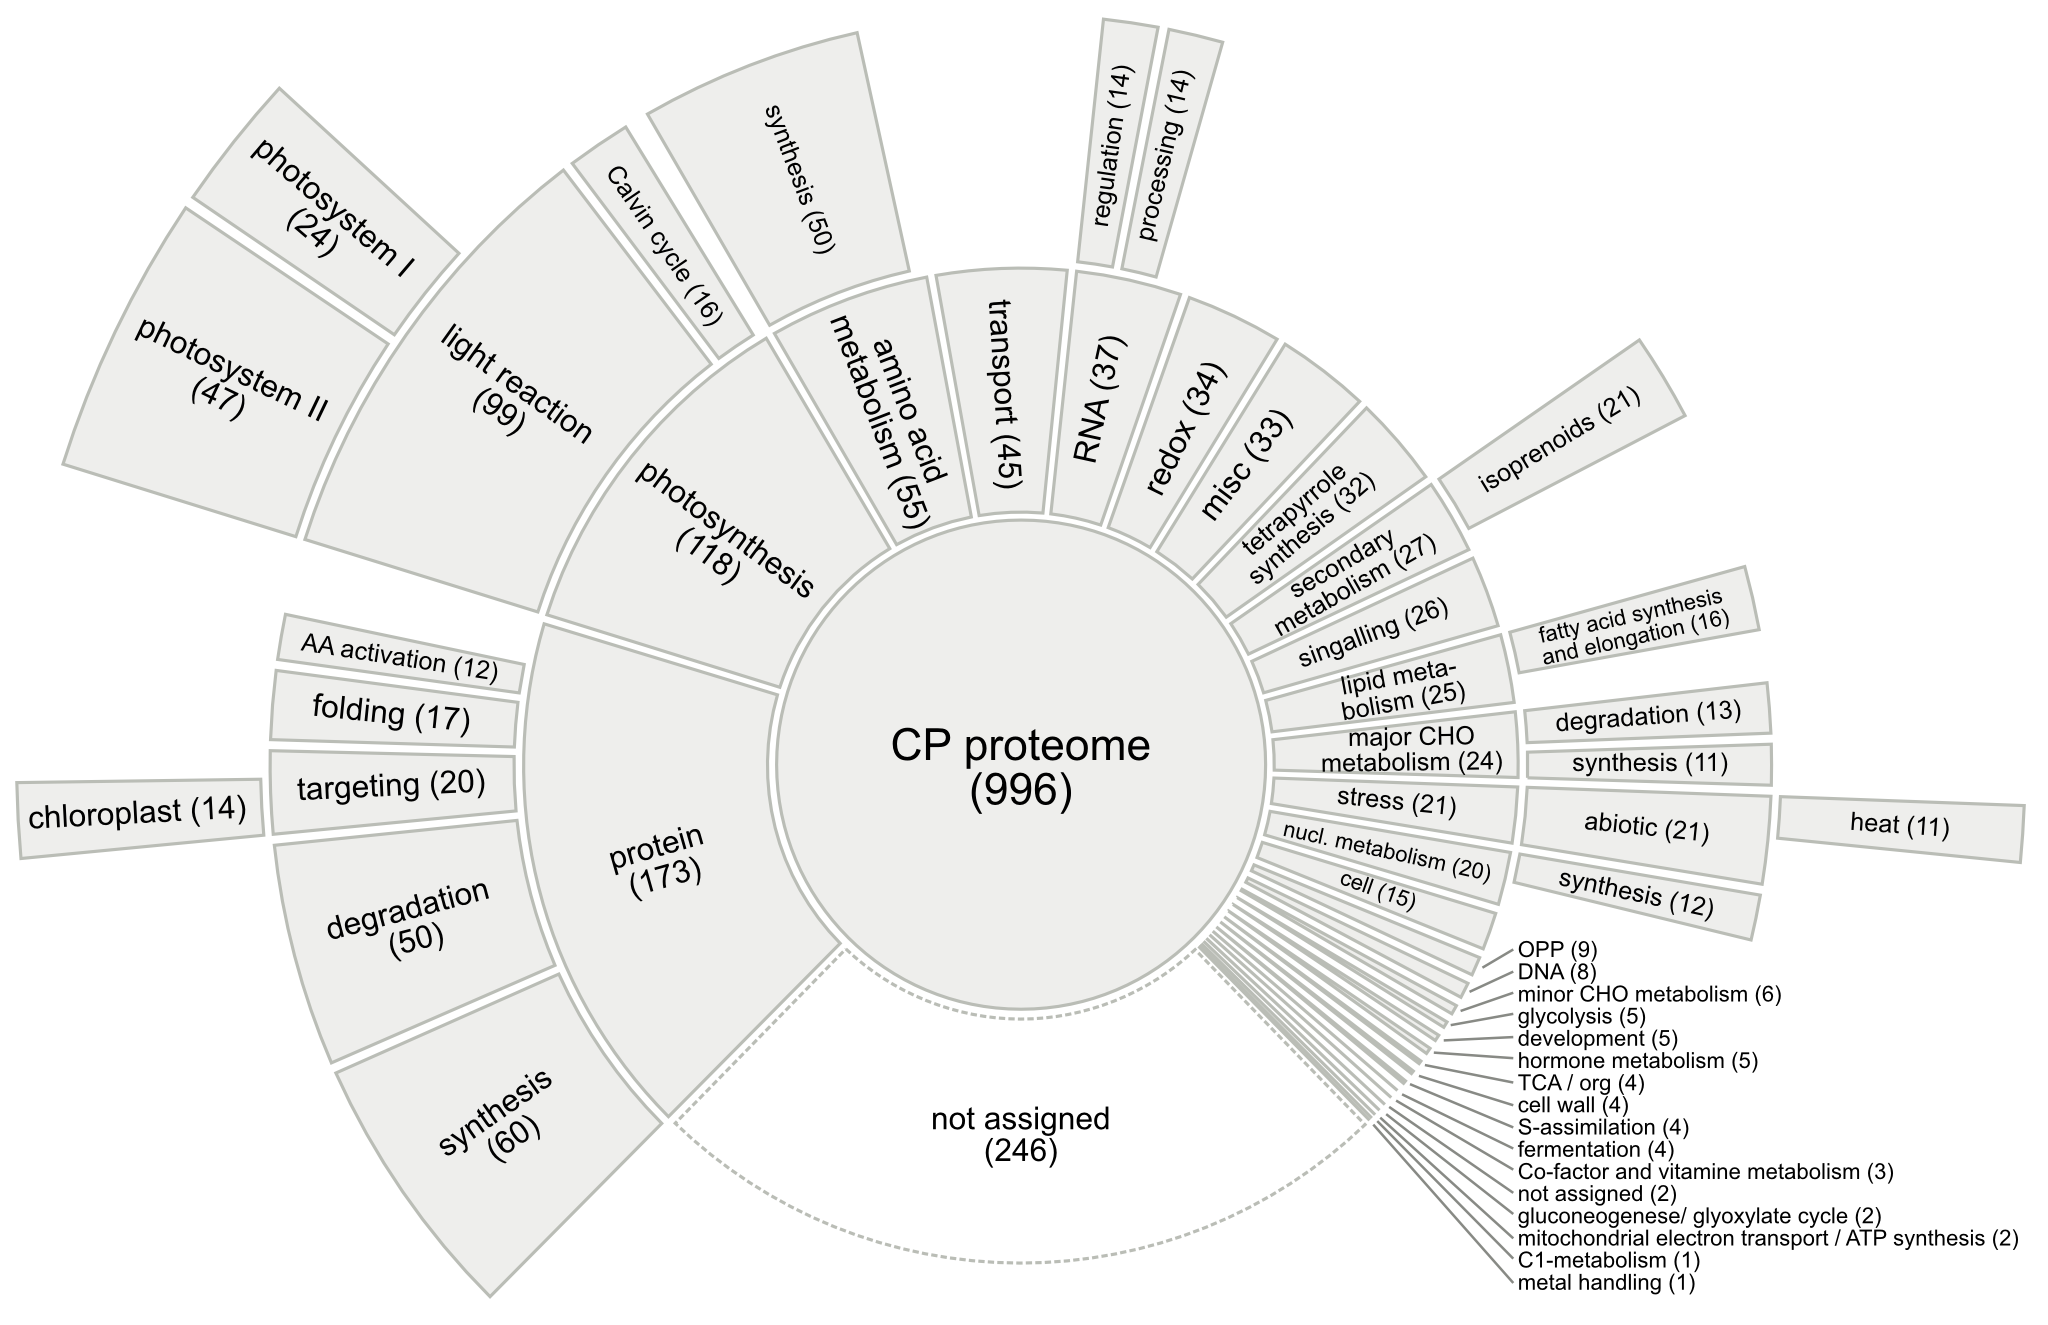 CP proteome
(996)
protein
(173)
synthesis
(60)
degradation
(50)
targeting (20)
chloroplast (14)
folding (17)
AA activation (12)
photosynthesis
(118)
light reaction
(99)
photosystem II
(47)
photosystem I
(24)
Calvin cycle (16)
amino acid
metabolism (55)
synthesis (50)
transport (45)
RNA (37)
regulation (14)
processing (14)
redox (34)
misc (33)
tetrapyrrole
synthesis (32)
secondary
metabolism (27)
isoprenoids (21)
singalling (26)
lipid meta-
bolism (25)
fatty acid synthesis
and elongation (16)
major CHO
metabolism (24)
degradation (13)
synthesis (11)
stress (21)
abiotic (21)
heat (11)
nucl. metabolism (20)
synthesis (12)
cell (15)
OPP (9)
DNA (8)
minor CHO metabolism (6)
glycolysis (5)
development (5)
hormone metabolism (5)
TCA / org (4)
cell wall (4)
S-assimilation (4)
fermentation (4)
Co-factor and vitamine metabolism (3)
not assigned (2)
gluconeogenese/ glyoxylate cycle (2)
mitochondrial electron transport / ATP synthesis (2)
C1-metabolism (1)
metal handling (1)
not assigned
(246)